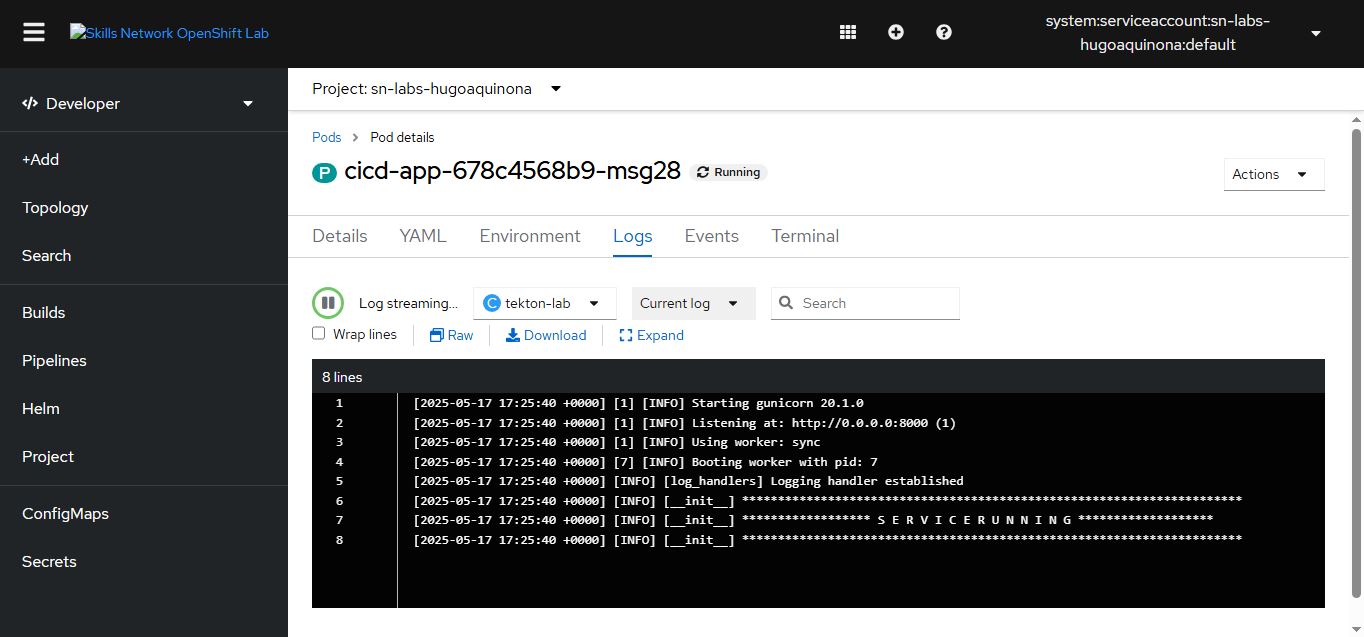 Skills Network OpenShift Lab
system:serviceaccount:sn-labs-
hugoaquinona:default
Developer
+Add
Topology
Search
Builds
Pipelines
Helm
Project
ConfigMaps
Secrets
Project: sn-labs-hugoaquinona
Pods > Pod details
P cicd-app-678c4568b9-msg28 Running
Actions
Details YAML Environment Logs Events Terminal
Log streaming... C tekton-lab Current log Search
Wrap lines Raw Download Expand
8 lines
1 [2025-05-17 17:25:40 +0000] [1] [INFO] Starting gunicorn 20.1.0
2 [2025-05-17 17:25:40 +0000] [1] [INFO] Listening at: http://0.0.0.0:8000 (1)
3 [2025-05-17 17:25:40 +0000] [1] [INFO] Using worker: sync
4 [2025-05-17 17:25:40 +0000] [7] [INFO] Booting worker with pid: 7
5 [2025-05-17 17:25:40 +0000] [INFO] [log_handlers] Logging handler established
6 [2025-05-17 17:25:40 +0000] [INFO] [__init__] **********************************************************************
7 [2025-05-17 17:25:40 +0000] [INFO] [__init__] ****************** S E R V I C E R U N N I N G *******************
8 [2025-05-17 17:25:40 +0000] [INFO] [__init__] **********************************************************************